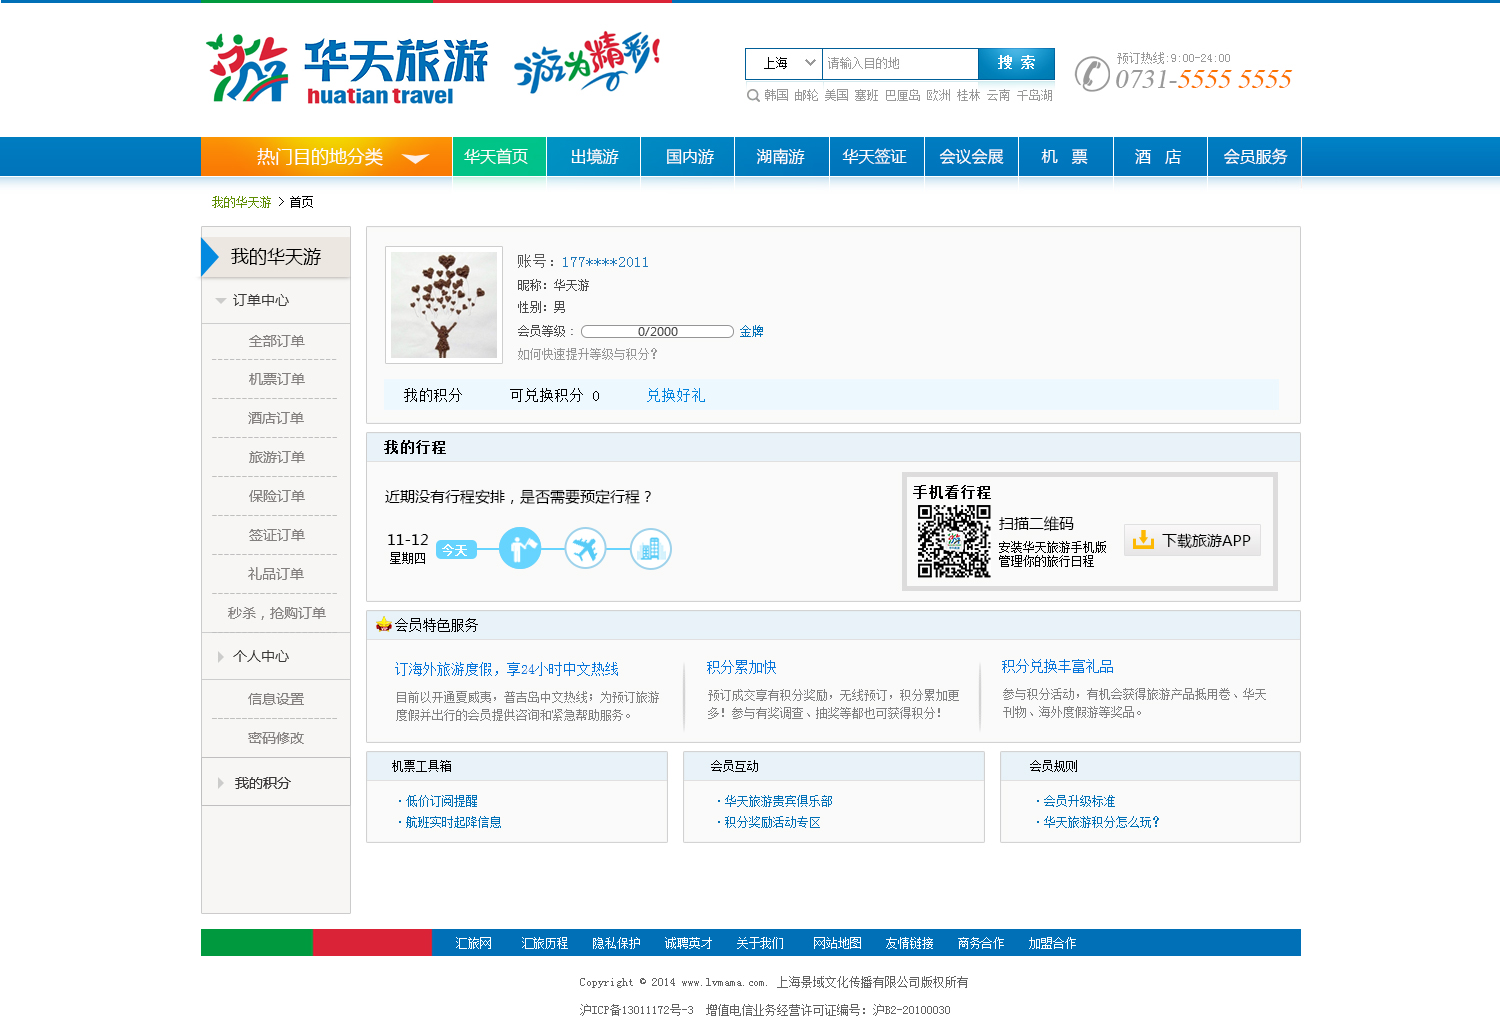 华天旅游
huatian travel
游为精彩!
上海 请输入目的地 搜 索
韩国 邮轮 美国 塞班 巴厘岛 欧洲 桂林 云南 千岛湖
预订热线:9:00-24:00
0731-5555 5555
热门目的地分类 华天首页 出境游 国内游 湖南游 华天签证 会议会展 机 票 酒 店 会员服务
我的华天游 > 首页
我的华天游
订单中心
全部订单
机票订单
酒店订单
旅游订单
保险订单
签证订单
礼品订单
秒杀，抢购订单
个人中心
信息设置
密码修改
我的积分
账号：177****2011
昵称：华天游
性别：男
会员等级： 0/2000 金牌
如何快速提升等级与积分?
我的积分 可兑换积分 0 兑换好礼
我的行程
近期没有行程安排，是否需要预定行程？
11-12
星期四
今天
手机看行程
扫描二维码
安装华天旅游手机版
管理你的旅行日程
下载旅游APP
会员特色服务
订海外旅游度假，享24小时中文热线
目前以开通夏威夷，普吉岛中文热线；为预订旅游
度假并出行的会员提供咨询和紧急帮助服务。
积分累加快
预订成交享有积分奖励，无线预订，积分累加更
多！参与有奖调查、抽奖等都也可获得积分！
积分兑换丰富礼品
参与积分活动，有机会获得旅游产品抵用卷、华天
刊物、海外度假游等奖品。
机票工具箱
·低价订阅提醒
·航班实时起降信息
会员互动
·华天旅游贵宾俱乐部
·积分奖励活动专区
会员规则
·会员升级标准
·华天旅游积分怎么玩?
汇旅网 汇旅历程 隐私保护 诚聘英才 关于我们 网站地图 友情链接 商务合作 加盟合作
Copyright © 2014 www.lvmama.com. 上海景域文化传播有限公司版权所有
沪ICP备13011172号-3 增值电信业务经营许可证编号：沪B2-20100030